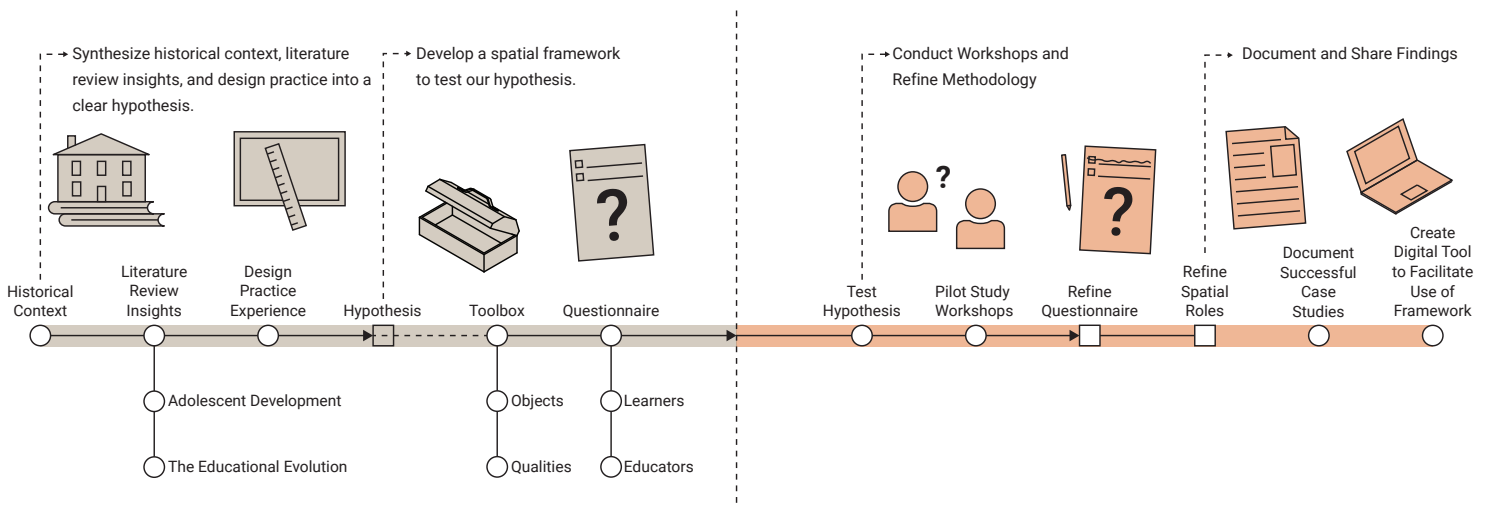 Synthesize historical context, literature
review insights, and design practice into a
clear hypothesis.
Develop a spatial framework
to test our hypothesis.
Conduct Workshops and
Refine Methodology
Document and Share Findings
?
?
?
Historical
Context
Literature
Review
Insights
Design
Practice
Experience
Hypothesis
Toolbox
Questionnaire
Test
Hypothesis
Pilot Study
Workshops
Refine
Questionnaire
Refine
Spatial
Roles
Document
Successful
Case
Studies
Create
Digital Tool
to Facilitate
Use of
Framework
Adolescent Development
The Educational Evolution
Objects
Qualities
Learners
Educators